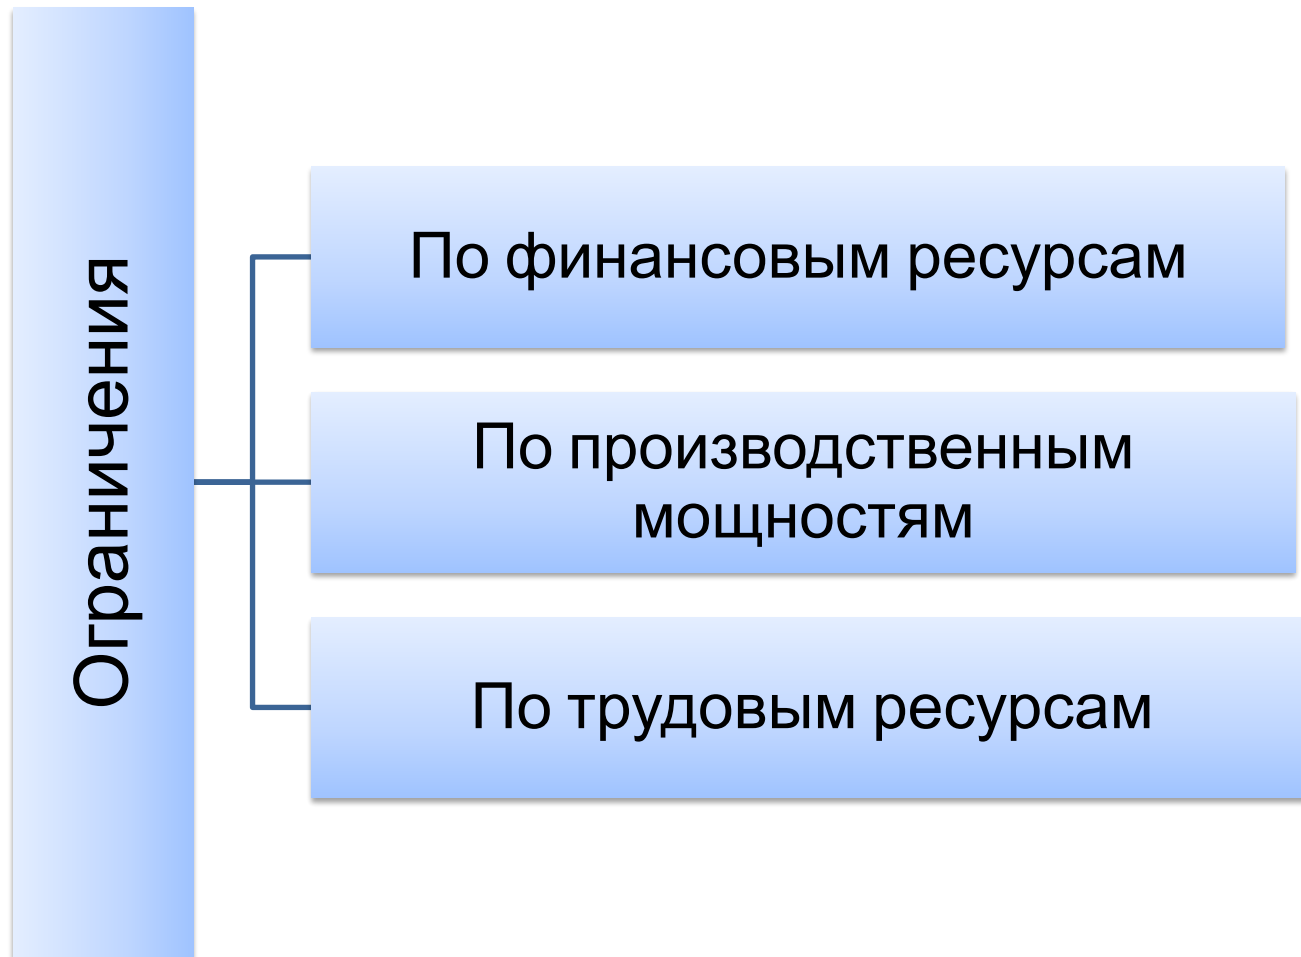 Ограничения
По финансовым ресурсам
По производственным
мощностям
По трудовым ресурсам